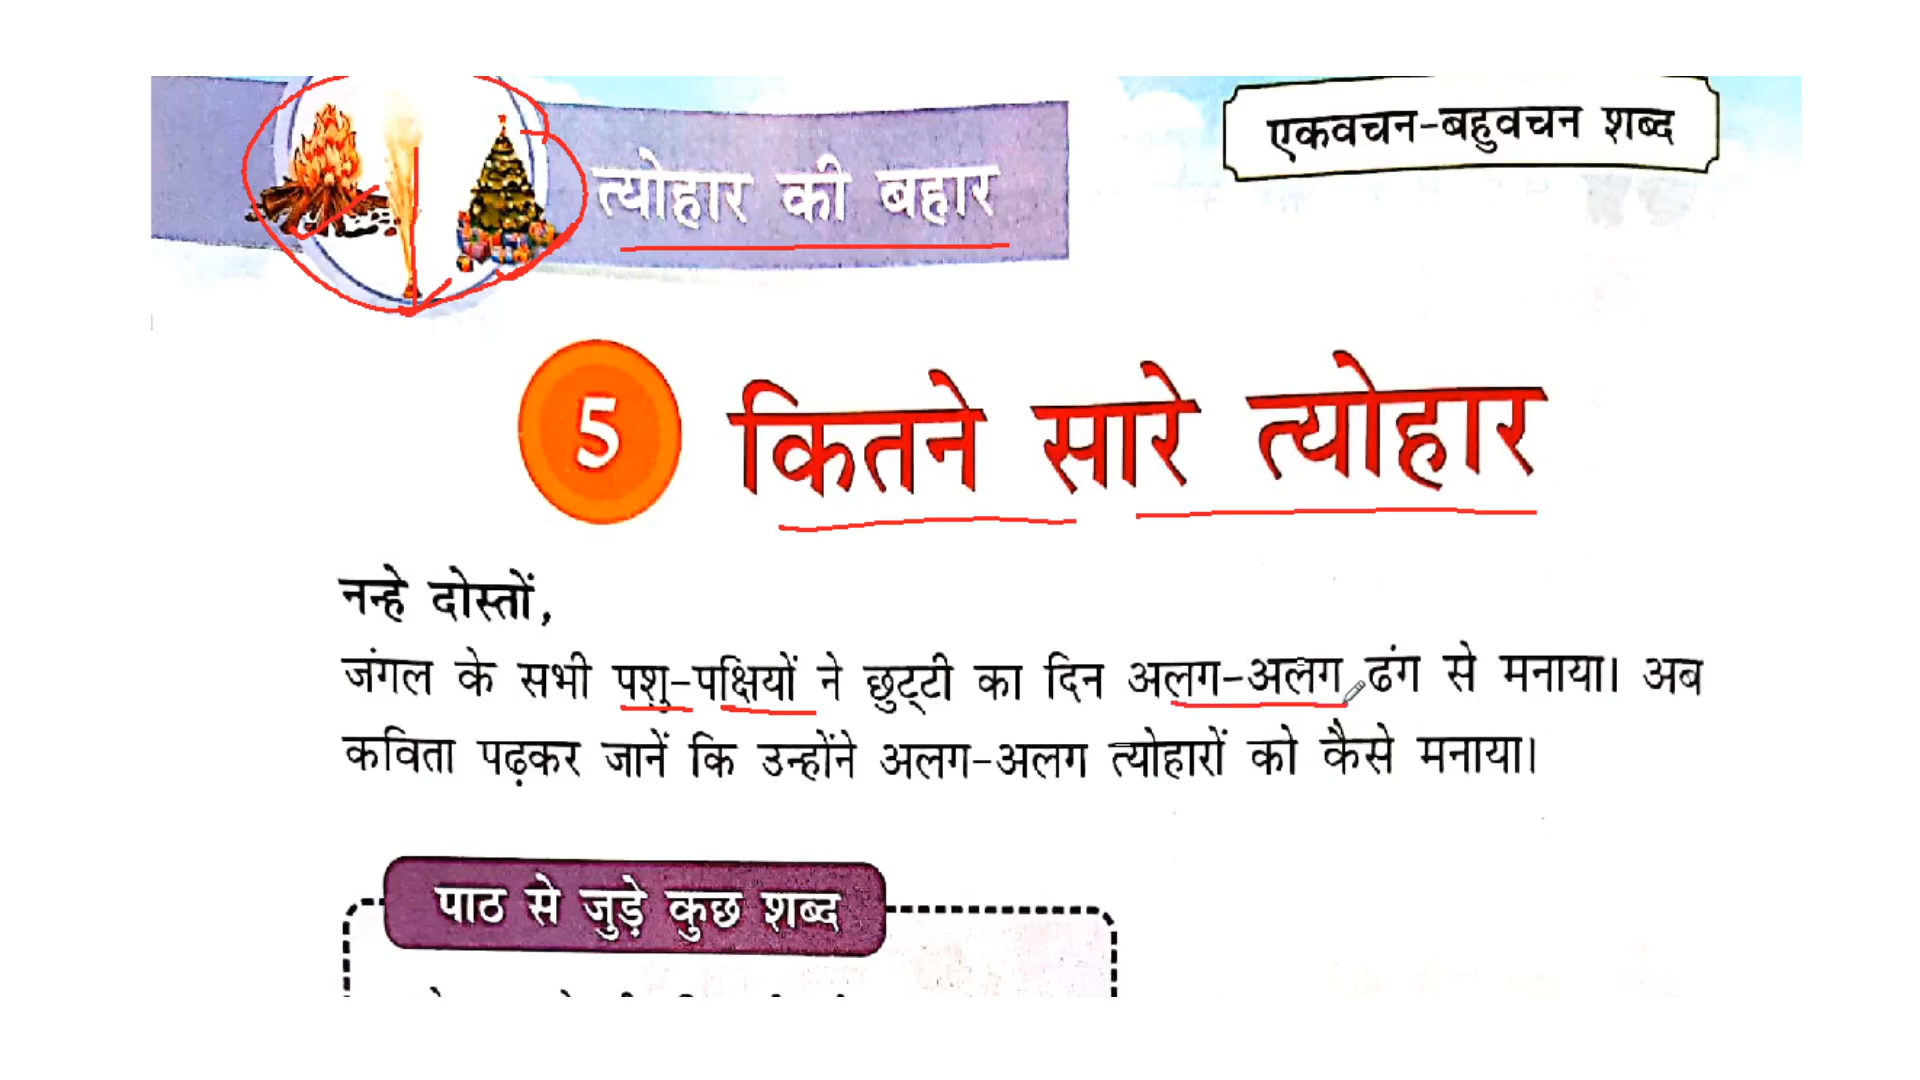 त्योहार की बहार
एकवचन-बहुवचन शब्द
5 कितने सारे त्योहार
नन्हे दोस्तों,
जंगल के सभी पशु-पक्षियों ने छुट्टी का दिन अलग-अलग ढंग से मनाया। अब
कविता पढ़कर जानें कि उन्होंने अलग-अलग त्योहारों को कैसे मनाया।
पाठ से जुड़े कुछ शब्द